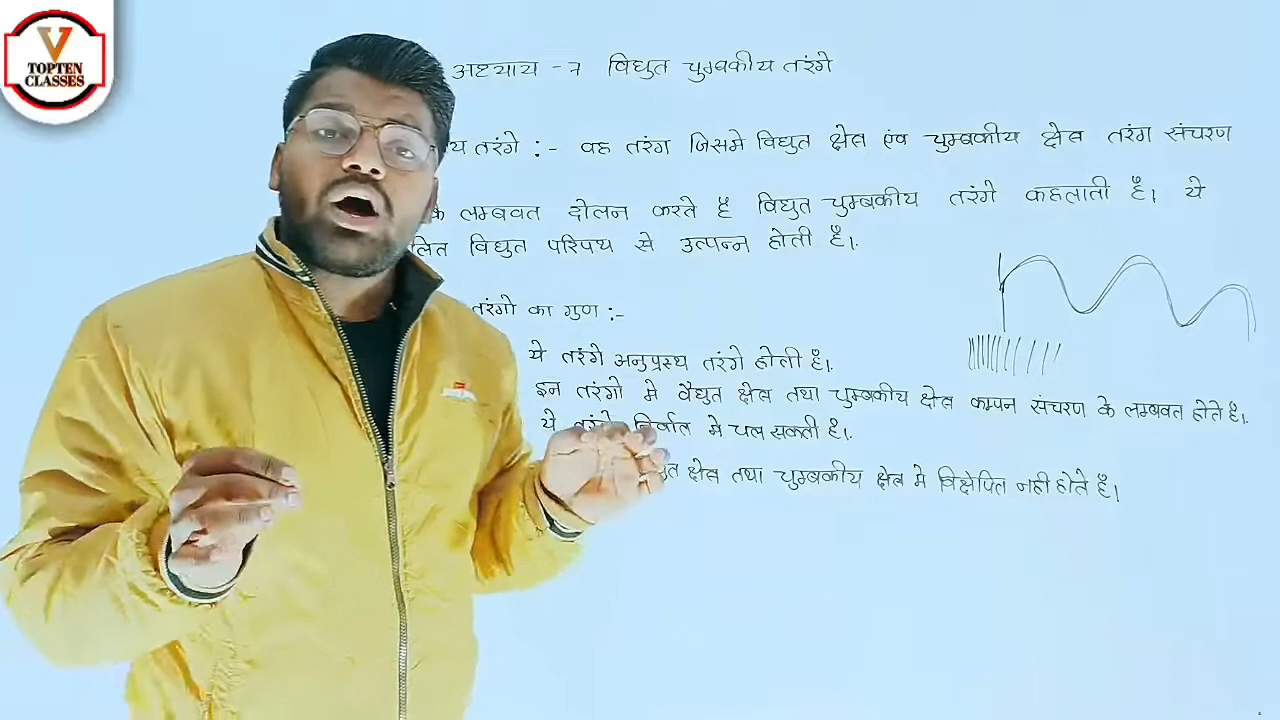 V
TOPTEN
CLASSES
अध्याय - 7 विधुत चुम्बकीय तरंगे
य तरंगे :- वह तरंग जिसमे विधुत क्षेत्र एंव चुम्बकीय क्षेत्र तरंग संचरण
के लम्बवत दोलन करते है विधुत चुम्बकीय तरंगे कहलाती है। ये
लित विधुत परिपथ से उत्पन्न होती है।
तरंगो का गुण :-
ये तरंगे अनुप्रस्थ तरंगे होती है।
इन तरंगो मे वैधुत क्षेत्र तथा चुम्बकीय क्षेत्र कम्पन संचरण के लम्बवत होते है।
ये तरंगे निर्वात मे चल सकती है।
क्षेत्र तथा चुम्बकीय क्षेत्र मे विक्षेपित नही होते है।